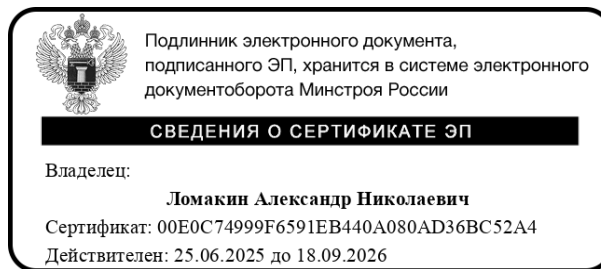 Подлинник электронного документа,
подписанного ЭП, хранится в системе электронного
документоборота Минстроя России
СВЕДЕНИЯ О СЕРТИФИКАТЕ ЭП
Владелец:
Ломакин Александр Николаевич
Сертификат: 00E0C74999F6591EB440A080AD36BC52A4
Действителен: 25.06.2025 до 18.09.2026